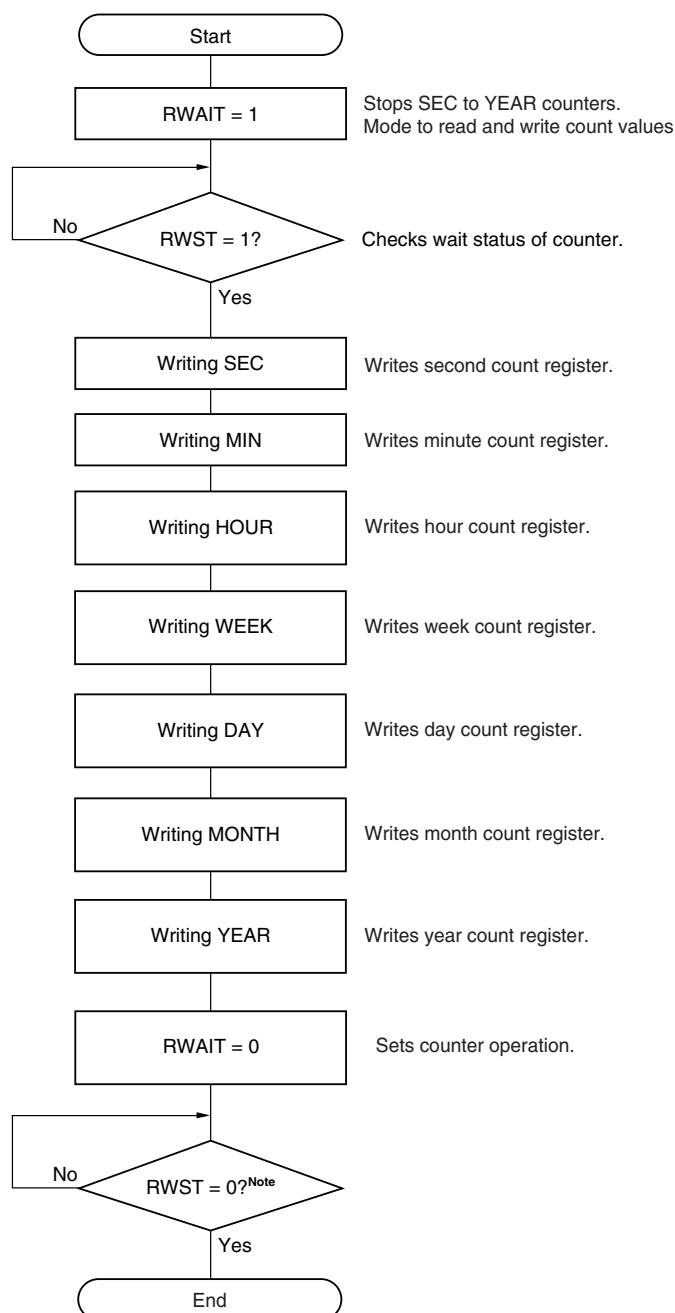 Start
RWAIT = 1
Stops SEC to YEAR counters.
Mode to read and write count values
No
RWST = 1?
Checks wait status of counter.
Yes
Writing SEC
Writes second count register.
Writing MIN
Writes minute count register.
Writing HOUR
Writes hour count register.
Writing WEEK
Writes week count register.
Writing DAY
Writes day count register.
Writing MONTH
Writes month count register.
Writing YEAR
Writes year count register.
RWAIT = 0
Sets counter operation.
No
RWST = 0?Note
Yes
End